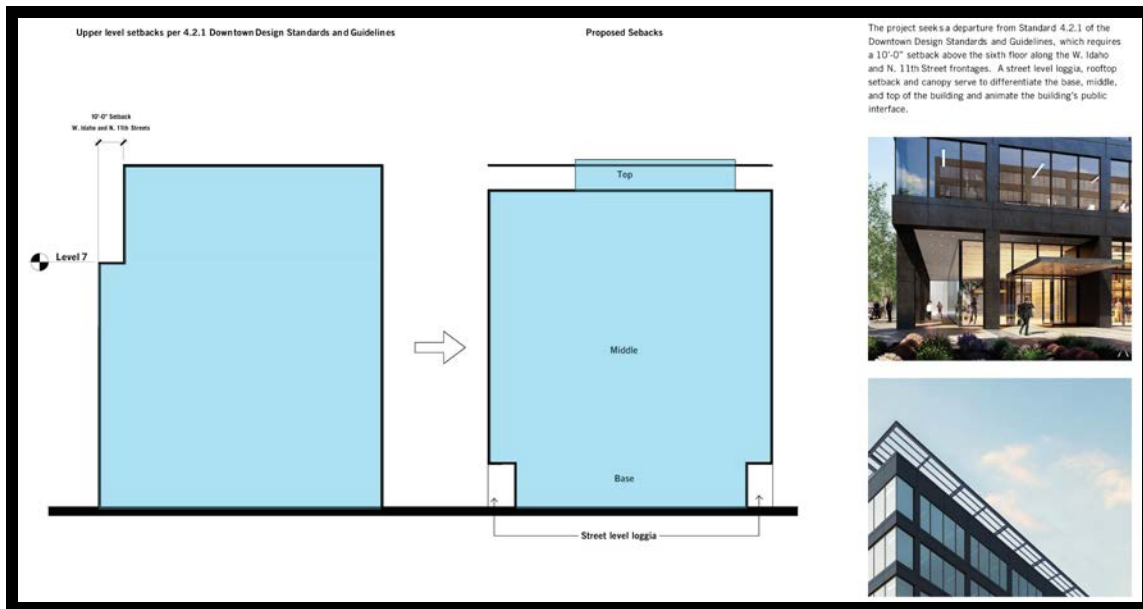 Upper level setbacks per 4.2.1 Downtown Design Standards and Guidelines
Proposed Sebacks
The project seeks a departure from Standard 4.2.1 of the
Downtown Design Standards and Guidelines, which requires
a 10'-0" setback above the sixth floor along the W. Idaho
and N. 11th Street frontages. A street level loggia, rooftop
setback and canopy serve to differentiate the base, middle,
and top of the building and animate the building's public
interface.
10'-0" Setback
W. Idaho and N. 11th Streets
Level 7
Top
Middle
Base
Street level loggia